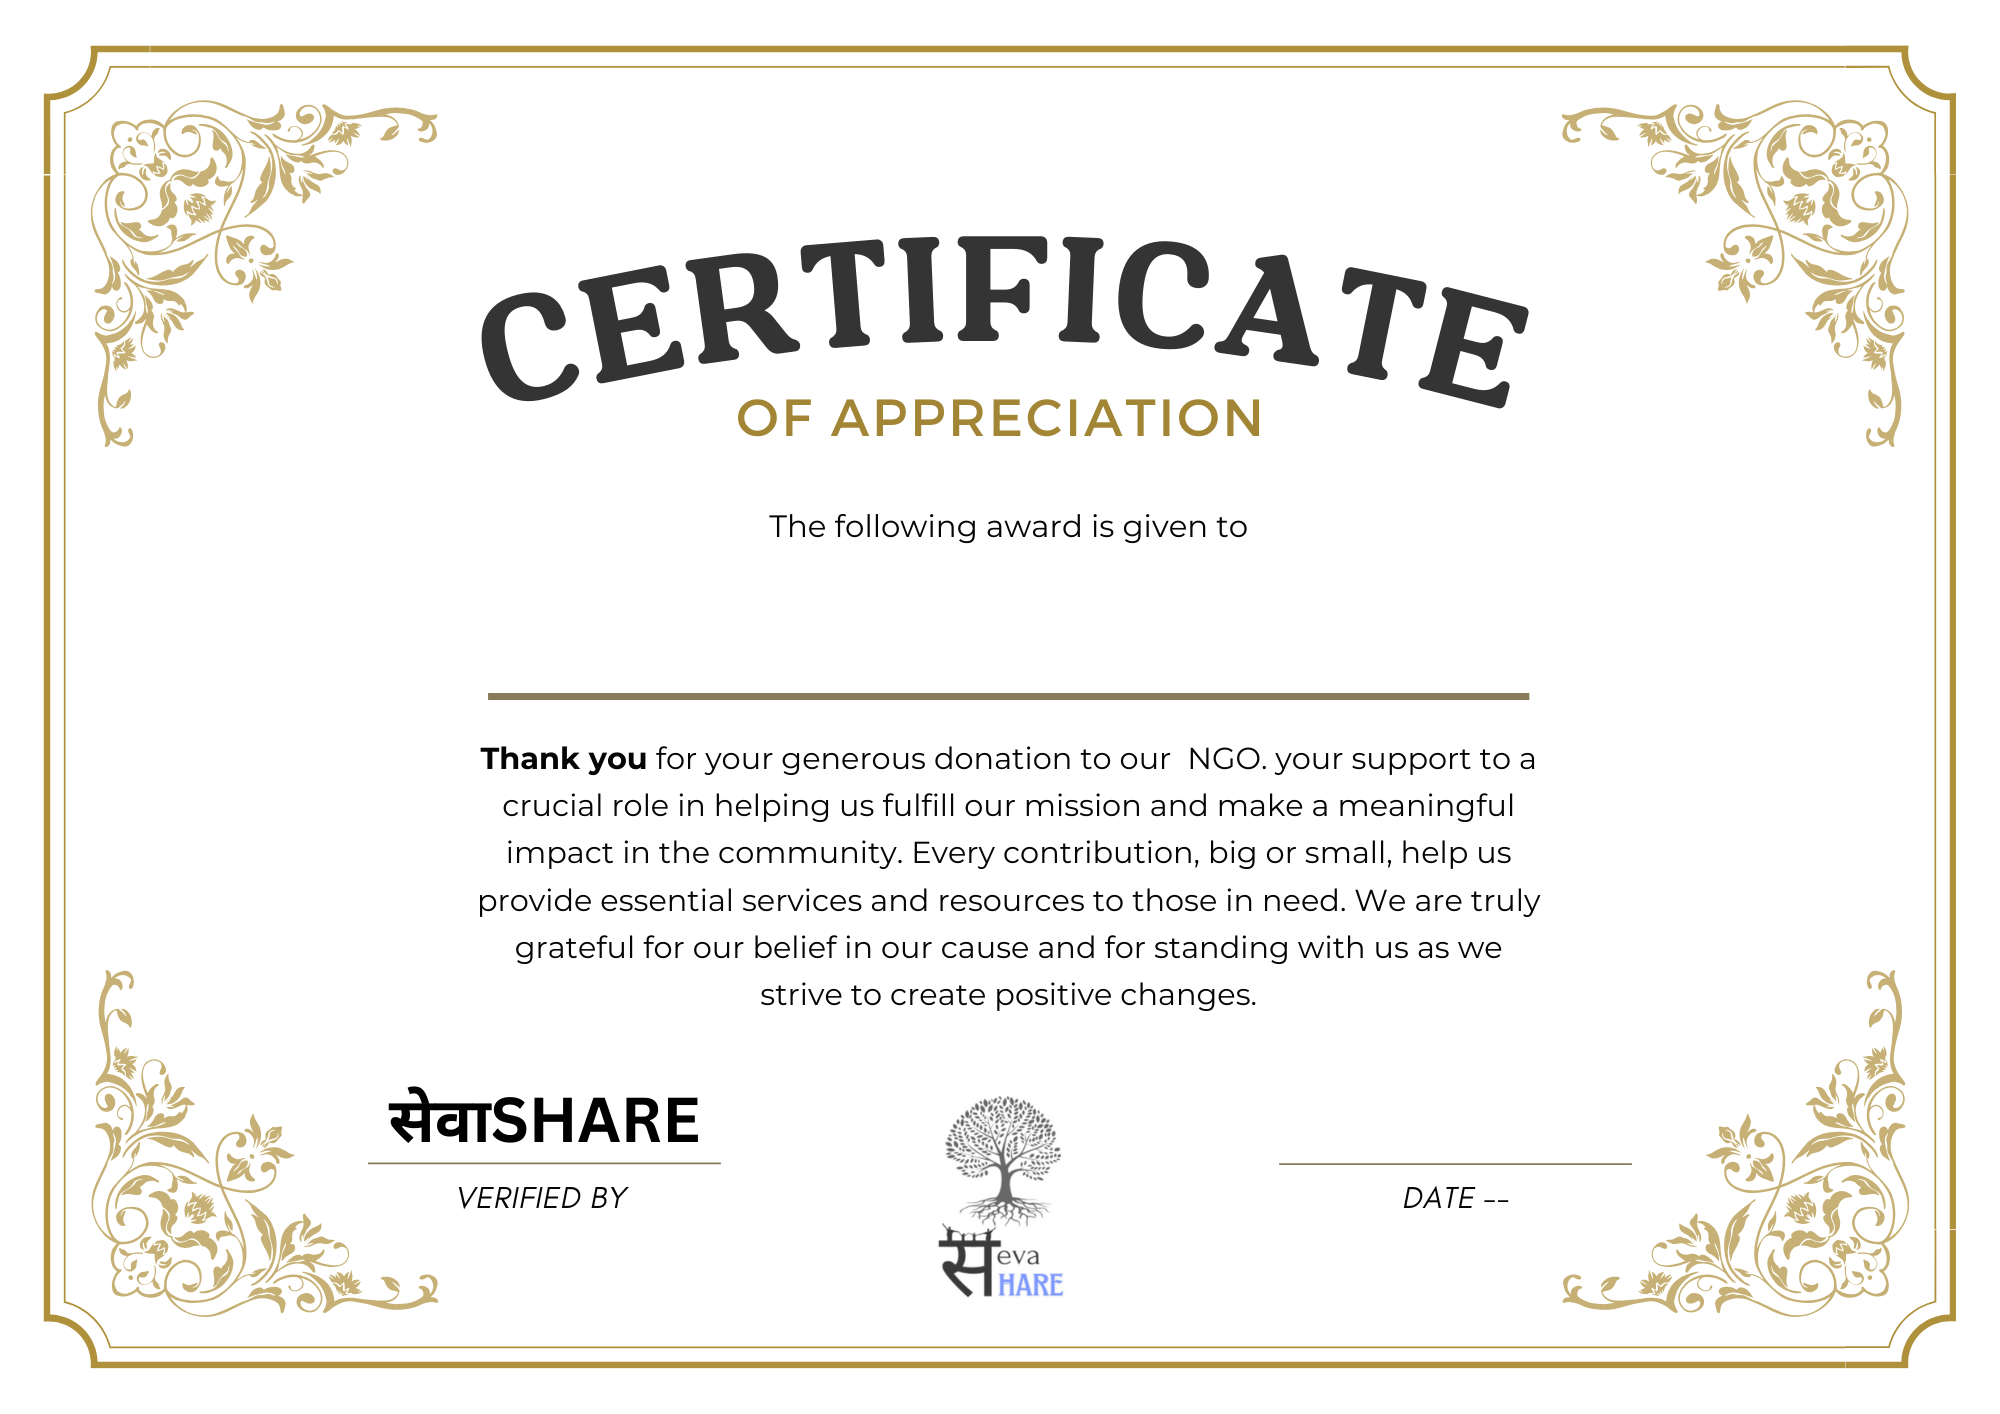 CERTIFICATE
OF APPRECIATION
The following award is given to
Thank you for your generous donation to our  NGO. your support to a
crucial role in helping us fulfill our mission and make a meaningful
impact in the community. Every contribution, big or small, help us
provide essential services and resources to those in need. We are truly
grateful for our belief in our cause and for standing with us as we
strive to create positive changes.
सेवाSHARE
VERIFIED BY
सeva
HARE
DATE --